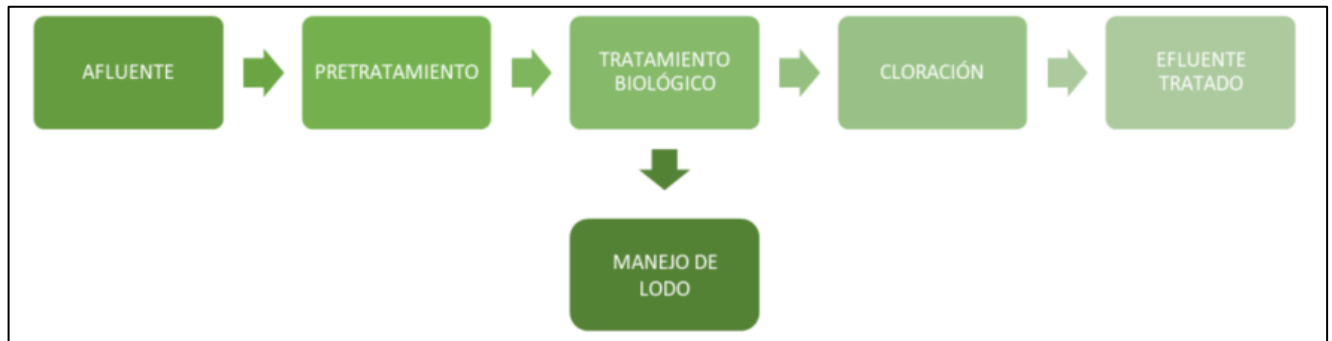 AFLUENTE
PRETRATAMIENTO
TRATAMIENTO
BIOLÓGICO
CLORACIÓN
EFLUENTE
TRATADO
MANEJO DE
LODO